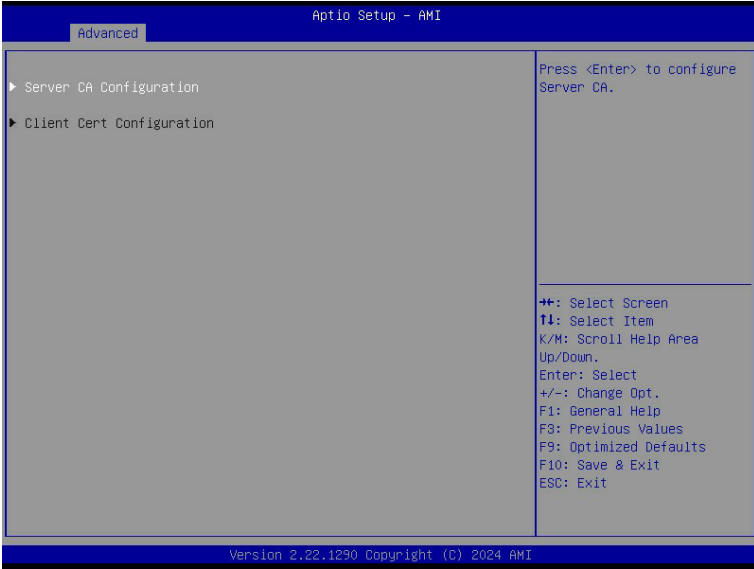 Aptio Setup - AMI
Advanced
Server CA Configuration
Client Cert Configuration
Press <Enter> to configure
Server CA.
→←: Select Screen
↑↓: Select Item
K/M: Scroll Help Area
Up/Down.
Enter: Select
+/-: Change Opt.
F1: General Help
F3: Previous Values
F9: Optimized Defaults
F10: Save & Exit
ESC: Exit
Version 2.22.1290 Copyright (C) 2024 AMI